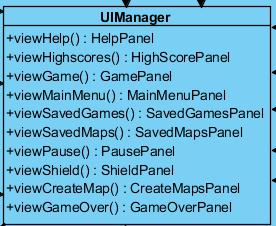 UIManager
+viewHelp() : HelpPanel
+viewHighscores() : HighScorePanel
+viewGame() : GamePanel
+viewMainMenu() : MainMenuPanel
+viewSavedGames() : SavedGamesPanel
+viewSavedMaps() : SavedMapsPanel
+viewPause() : PausePanel
+viewShield() : ShieldPanel
+viewCreateMap() : CreateMapsPanel
+viewGameOver() : GameOverPanel